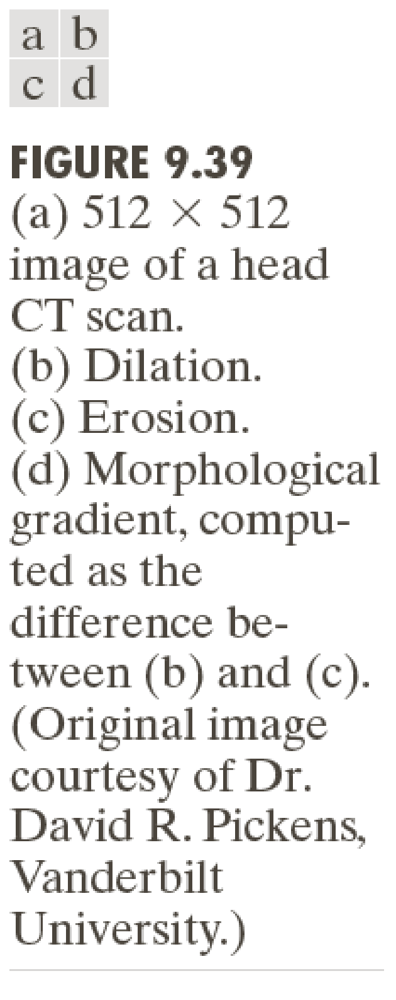 a b
c d
FIGURE 9.39
(a) 512 × 512
image of a head
CT scan.
(b) Dilation.
(c) Erosion.
(d) Morphological
gradient, compu-
ted as the
difference be-
tween (b) and (c).
(Original image
courtesy of Dr.
David R. Pickens,
Vanderbilt
University.)